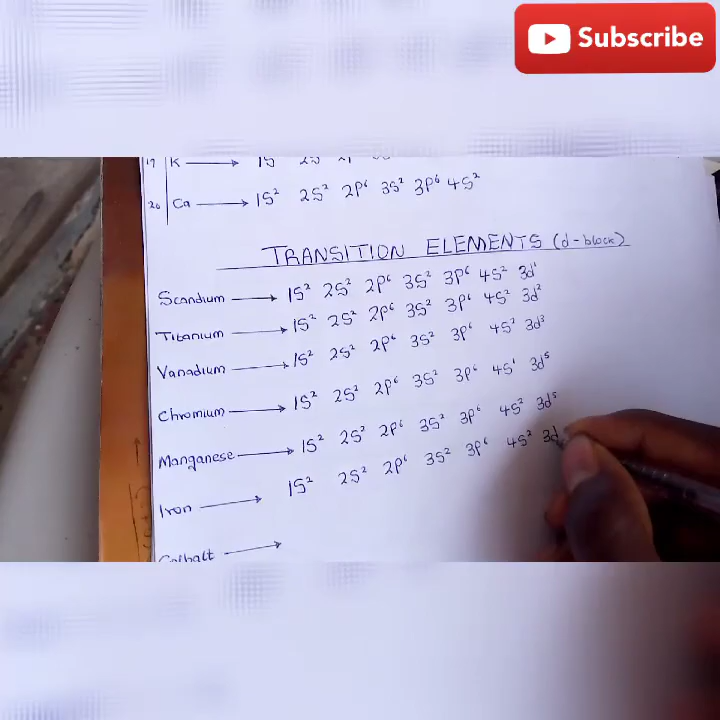 Subscribe
19 K → 1S
20 Ca → 1S² 2S² 2P⁶ 3S² 3P⁶ 4S²
TRANSITION ELEMENTS (d-block)
Scandium → 1S² 2S² 2P⁶ 3S² 3P⁶ 4S² 3d¹
Titanium → 1S² 2S² 2P⁶ 3S² 3P⁶ 4S² 3d²
Vanadium → 1S² 2S² 2P⁶ 3S² 3P⁶ 4S² 3d³
Chromium → 1S² 2S² 2P⁶ 3S² 3P⁶ 4S¹ 3d⁵
Manganese → 1S² 2S² 2P⁶ 3S² 3P⁶ 4S² 3d⁵
Iron → 1S² 2S² 2P⁶ 3S² 3P⁶ 4S² 3d
Colbalt →